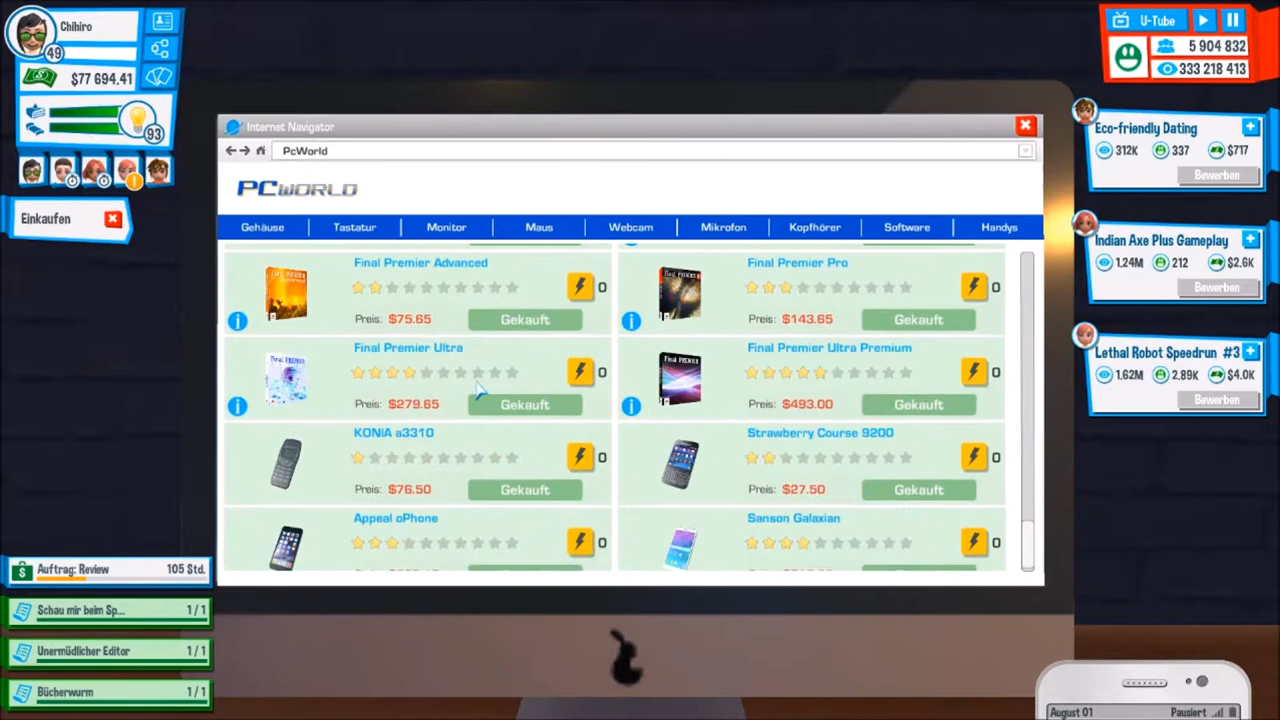 Chihiro
49
$77 694.41
93
Einkaufen
Internet Navigator
PcWorld
PCWORLD
Gehäuse
Tastatur
Monitor
Maus
Webcam
Mikrofon
Kopfhörer
Software
Handys
Final Premier Advanced
0
Preis: $75.65
Gekauft
Final Premier Pro
0
Preis: $143.65
Gekauft
Final Premier Ultra
0
Preis: $279.65
Gekauft
Final Premier Ultra Premium
0
Preis: $493.00
Gekauft
KONIA a3310
0
Preis: $76.50
Gekauft
Strawberry Course 9200
0
Preis: $27.50
Gekauft
Appeal oPhone
0
Sanson Galaxian
0
U-Tube
5 904 832
333 218 413
Eco-friendly Dating
312K 337 $717
Bewerben
Indian Axe Plus Gameplay
1.24M 212 $2.6K
Bewerben
Lethal Robot Speedrun #3
1.62M 2.89K $4.0K
Bewerben
Auftrag: Review 105 Std.
Schau mir beim Sp... 1/1
Unermüdlicher Editor 1/1
Bücherwurm 1/1
August 01 Pausiert